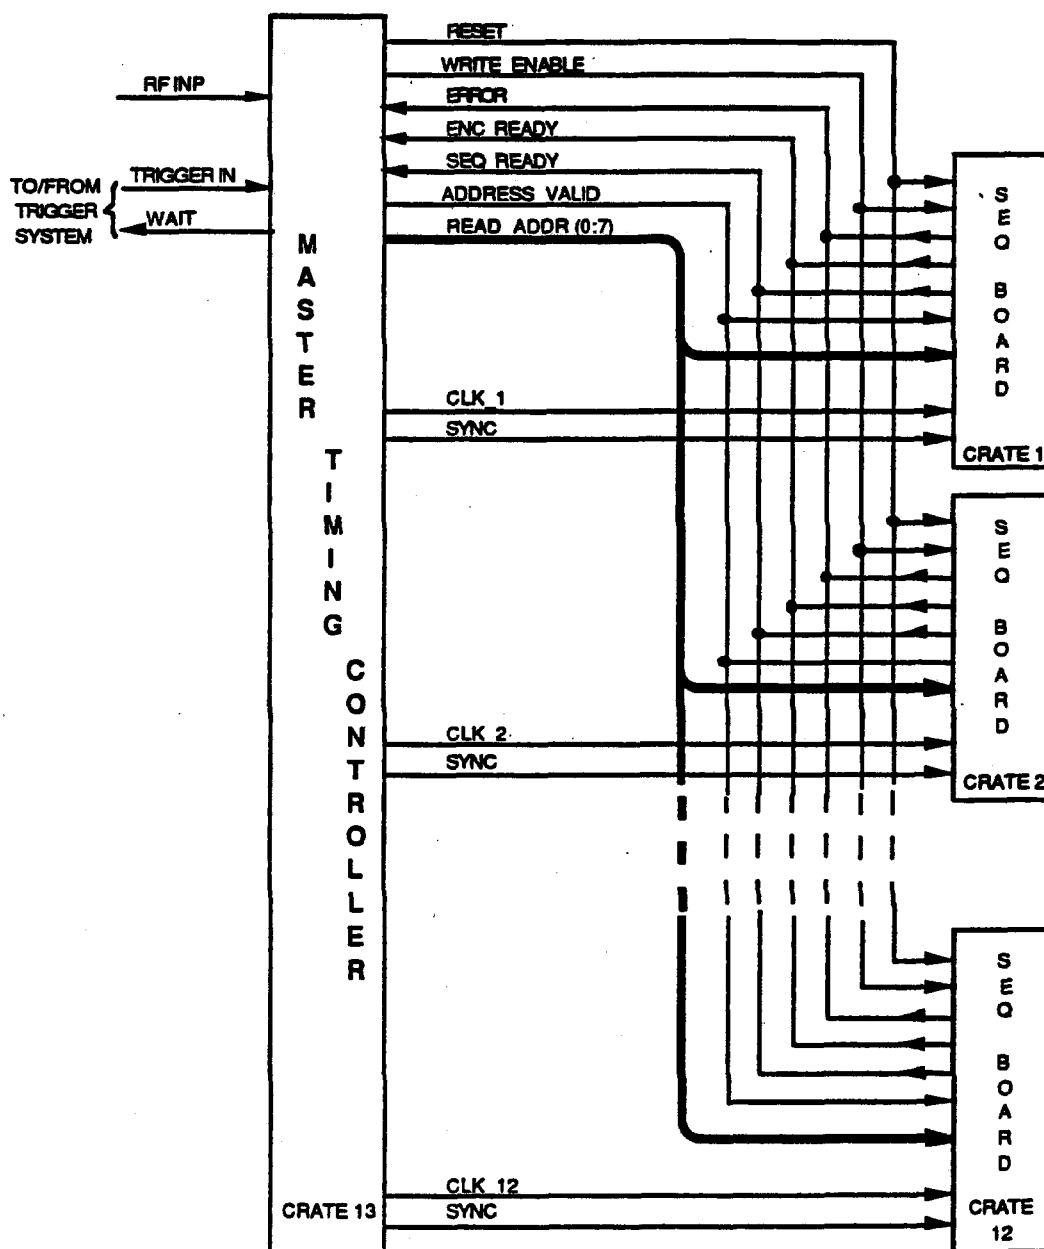 RESET
WRITE ENABLE
RF INP
ERROR
ENC READY
SEQ READY
TO/FROM
TRIGGER
SYSTEM
TRIGGER IN
WAIT
ADDRESS VALID
READ ADDR (0:7)
MASTER
TIMING
CONTROLLER
CRATE 13
CLK_1
SYNC
SEQ BOARD
CRATE 1
CLK_2
SYNC
SEQ BOARD
CRATE 2
CLK_12
SYNC
SEQ BOARD
CRATE
12